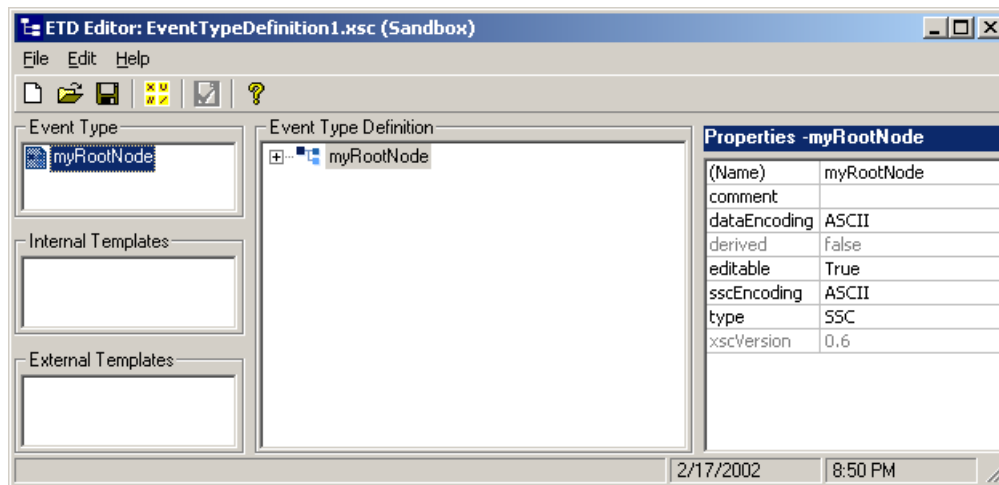 ETD Editor: EventTypeDefinition1.xsc (Sandbox)
File Edit Help
Event Type
myRootNode
Internal Templates
External Templates
Event Type Definition
myRootNode
Properties -myRootNode
(Name) myRootNode
comment
dataEncoding ASCII
derived false
editable True
sscEncoding ASCII
type SSC
xscVersion 0.6
2/17/2002 8:50 PM